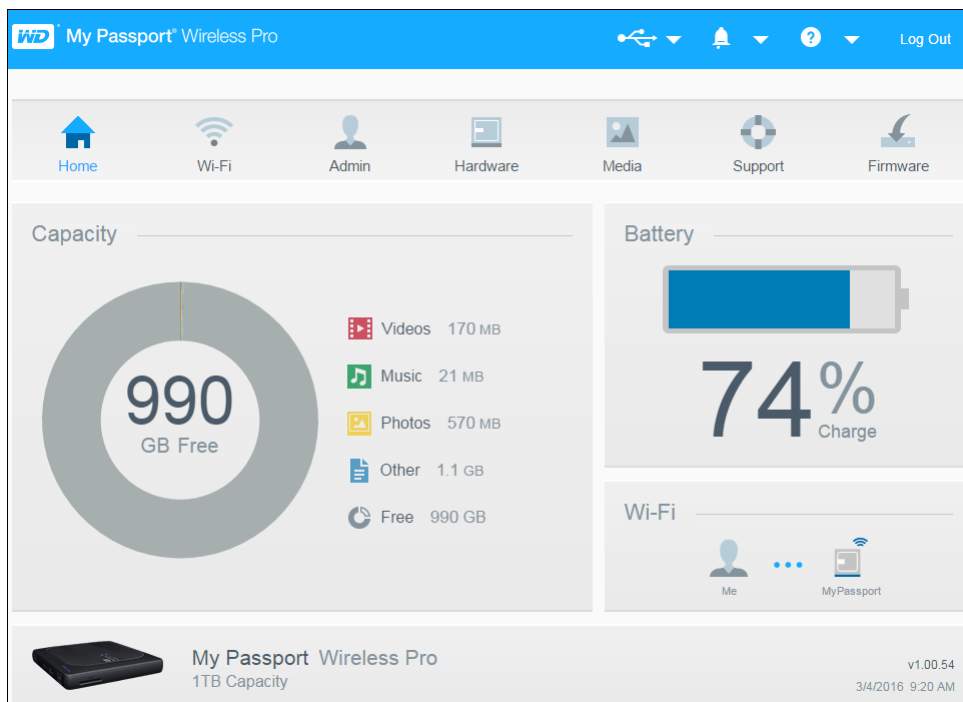 WD My Passport® Wireless Pro
? Log Out
Home Wi-Fi Admin Hardware Media Support Firmware
Capacity
990
GB Free
Videos 170 MB
Music 21 MB
Photos 570 MB
Other 1.1 GB
Free 990 GB
Battery
74%
Charge
Wi-Fi
Me MyPassport
My Passport Wireless Pro
1TB Capacity
v1.00.54
3/4/2016 9:20 AM